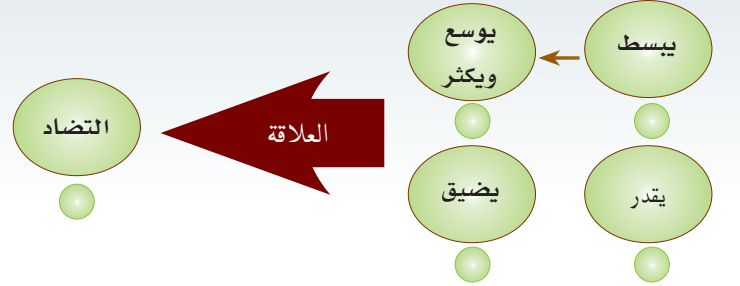 يبسط
يوسع
ويكثر
العلاقة
التضاد
يقدر
يضيق